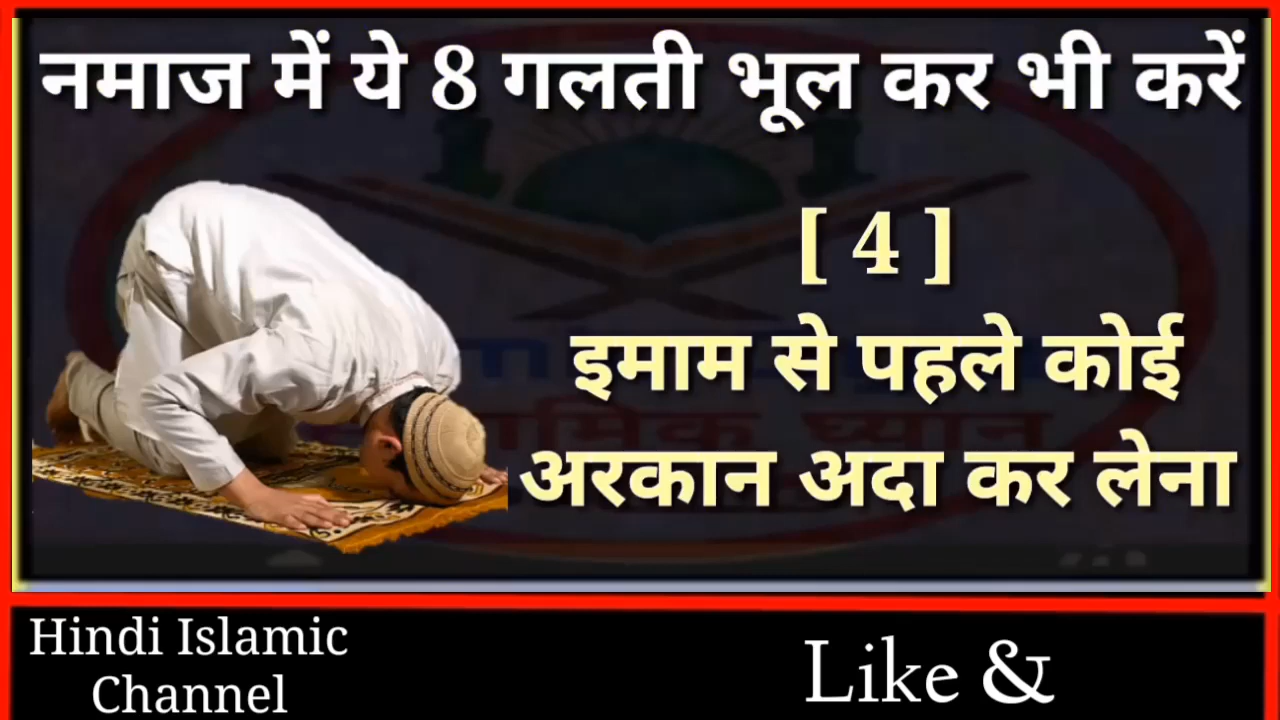 नमाज में ये 8 गलती भूल कर भी करें
[ 4 ]
इमाम से पहले कोई
अरकान अदा कर लेना
Hindi Islamic
Channel
Like &